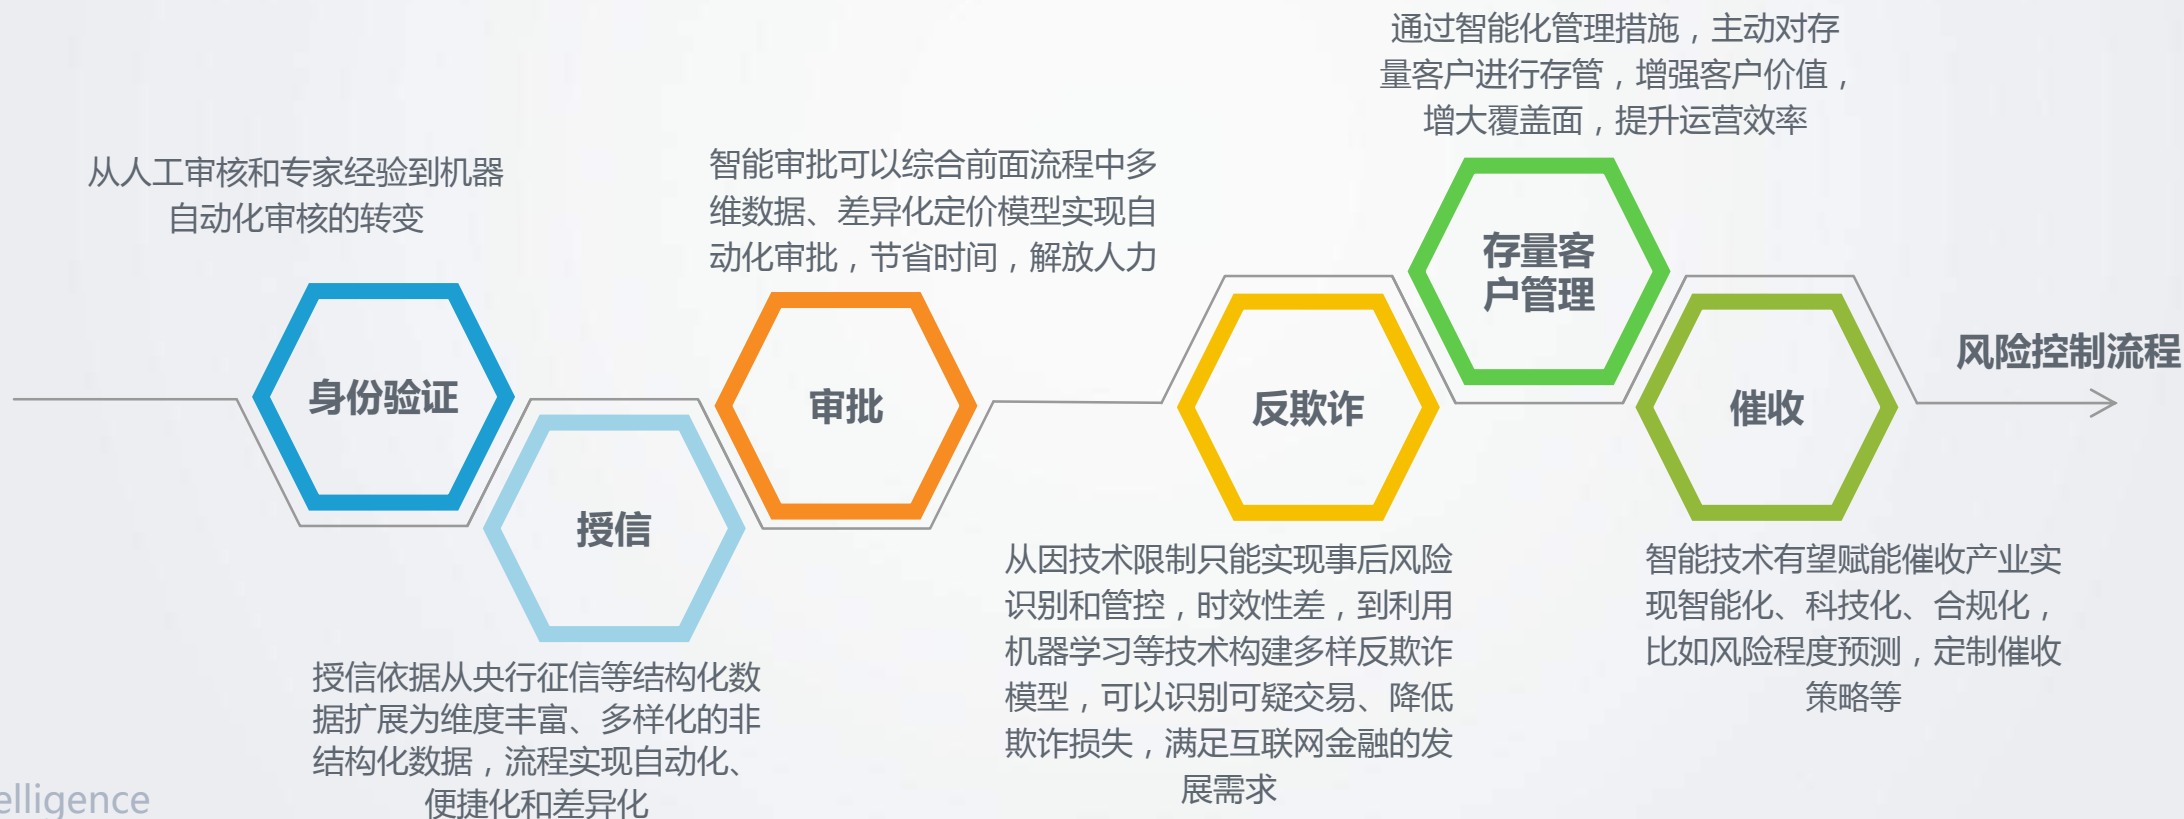 通过智能化管理措施，主动对存
量客户进行存管，增强客户价值，
增大覆盖面，提升运营效率
从人工审核和专家经验到机器
自动化审核的转变
智能审批可以综合前面流程中多
维数据、差异化定价模型实现自
动化审批，节省时间，解放人力
身份验证
授信
审批
反欺诈
存量客
户管理
催收
风险控制流程
授信依据从央行征信等结构化数
据扩展为维度丰富、多样化的非
结构化数据，流程实现自动化、
便捷化和差异化
从因技术限制只能实现事后风险
识别和管控，时效性差，到利用
机器学习等技术构建多样反欺诈
模型，可以识别可疑交易、降低
欺诈损失，满足互联网金融的发
展需求
智能技术有望赋能催收产业实
现智能化、科技化、合规化，
比如风险程度预测，定制催收
策略等
elligence